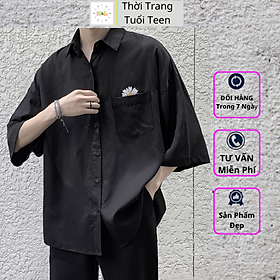 Thời Trang
Tuổi Teen
ĐỔI HÀNG
Trong 7 Ngày
TƯ VẤN
Miễn Phí
Sản Phẩm
Đẹp